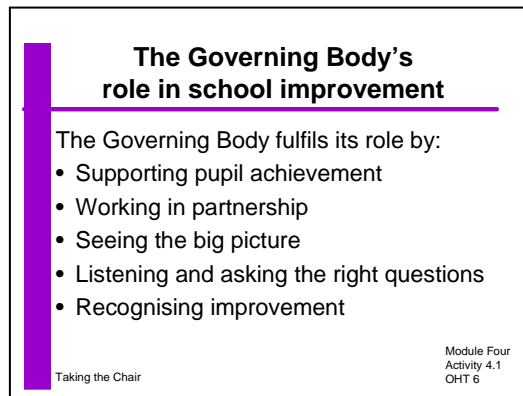 The Governing Body's
role in school improvement
The Governing Body fulfils its role by:
• Supporting pupil achievement
• Working in partnership
• Seeing the big picture
• Listening and asking the right questions
• Recognising improvement
Taking the Chair
Module Four
Activity 4.1
OHT 6